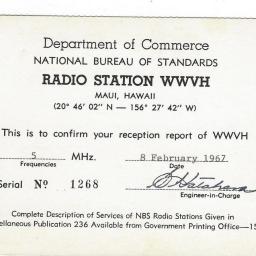 Department of Commerce
NATIONAL BUREAU OF STANDARDS
RADIO STATION WWVH
MAUI, HAWAII
(20° 46' 02" N — 156° 27' 42" W)
This is to confirm your reception report of WWVH
5 MHz. 8 February 1967
Frequencies Date
Serial Nº 1268
Engineer-in-Charge
Complete Description of Services of NBS Radio Stations Given in
ellaneous Publication 236 Available from Government Printing Office—15